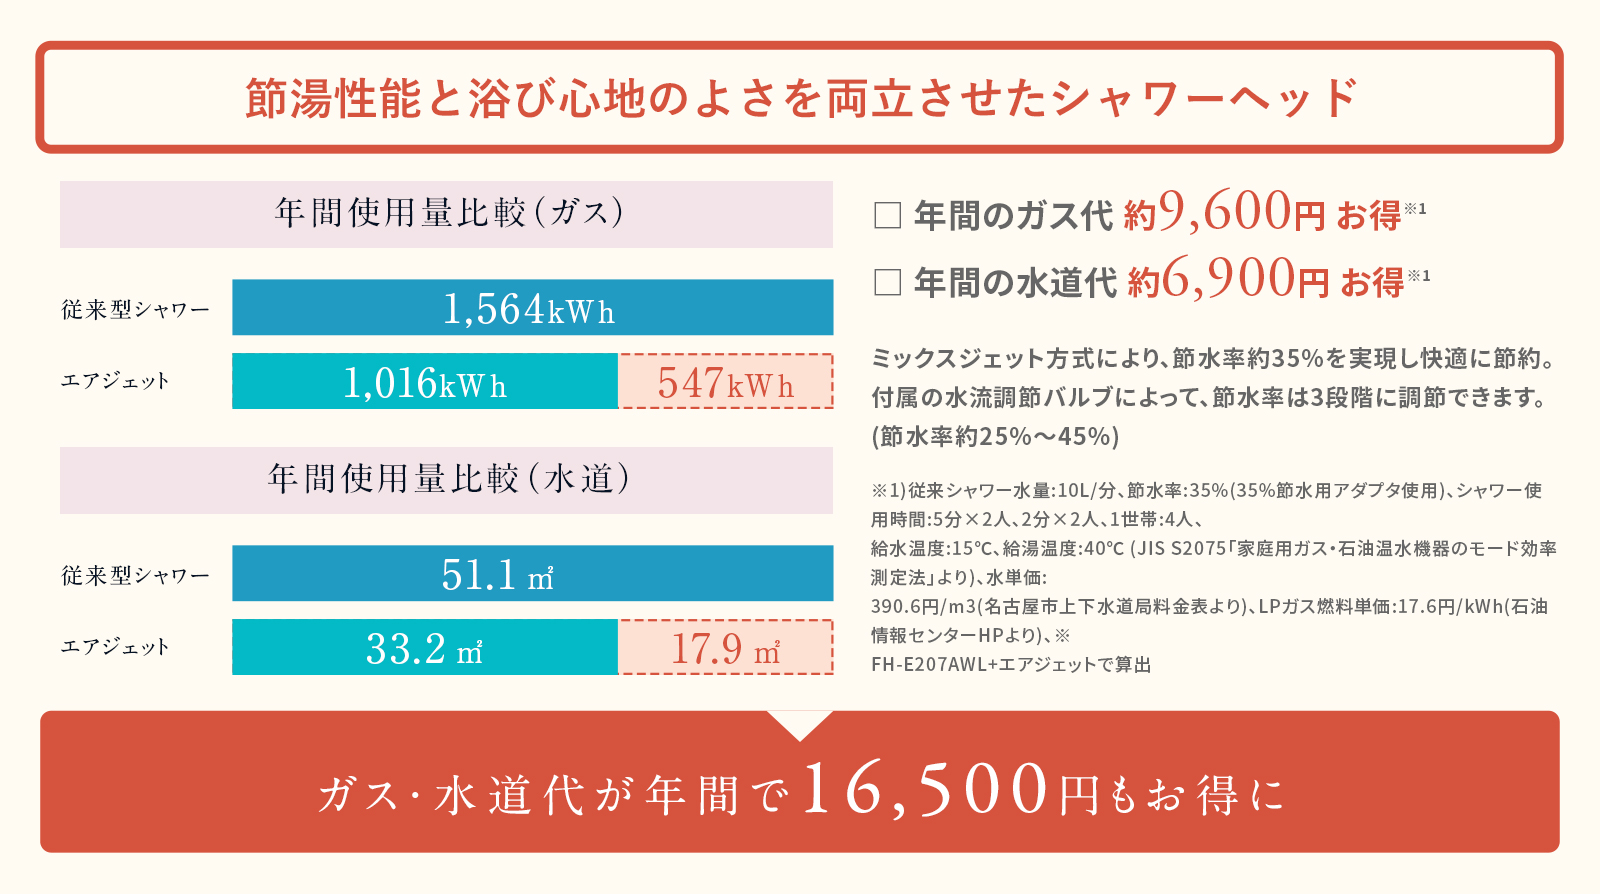 節湯性能と浴び心地のよさを両立させたシャワーヘッド
年間使用量比較(ガス)
従来型シャワー 1,564kWh
エアジェット 1,016kWh 547kWh
年間使用量比較(水道)
従来型シャワー 51.1 ㎥
エアジェット 33.2 ㎥ 17.9 ㎥
□ 年間のガス代 約9,600円 お得※1
□ 年間の水道代 約6,900円 お得※1
ミックスジェット方式により、節水率約35%を実現し快適に節約。
付属の水流調節バルブによって、節水率は3段階に調節できます。
(節水率約25%～45%)
※1)従来シャワー水量:10L/分、節水率:35%(35%節水用アダプタ使用)、シャワー使
用時間:5分×2人、2分×2人、1世帯:4人、
給水温度:15℃、給湯温度:40℃ (JIS S2075「家庭用ガス・石油温水機器のモード効率
測定法」より)、水単価:
390.6円/m3(名古屋市上下水道局料金表より)、LPガス燃料単価:17.6円/kWh(石油
情報センターHPより)、※
FH-E207AWL+エアジェットで算出
ガス・水道代が年間で16,500円もお得に